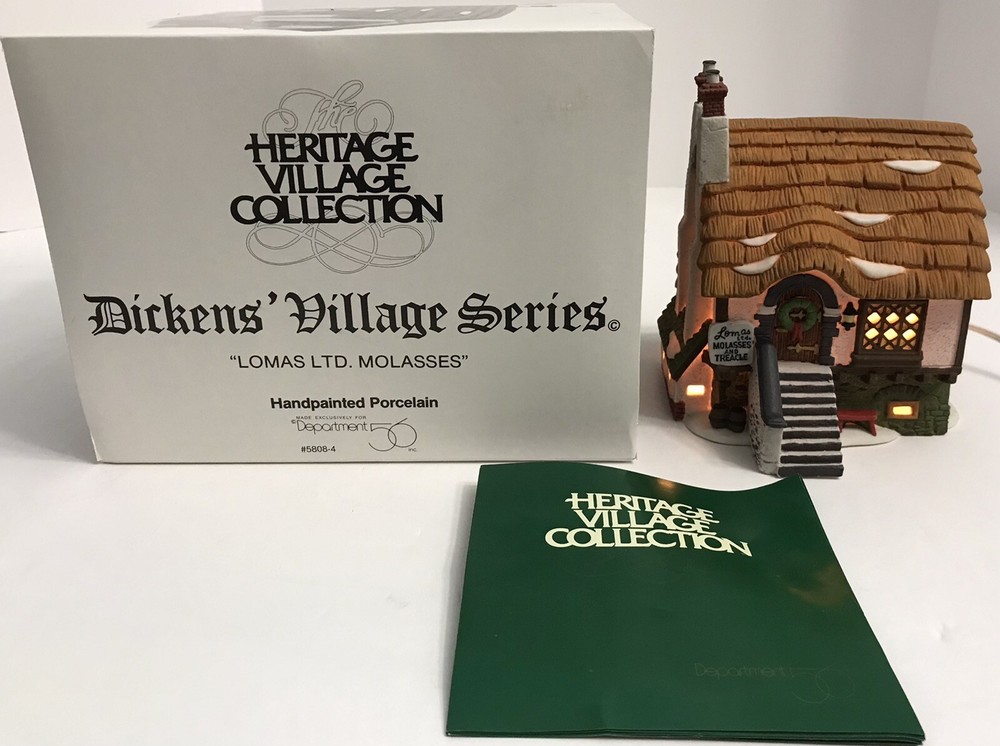 The
HERITAGE
VILLAGE
COLLECTION
Dickens' Village Series©
"LOMAS LTD. MOLASSES"
Handpainted Porcelain
MADE EXCLUSIVELY FOR
©Department 56 INC.
#5808-4
Lomas
LTD.
MOLASSES
AND
TREACLE
HERITAGE
VILLAGE
COLLECTION
Department 56